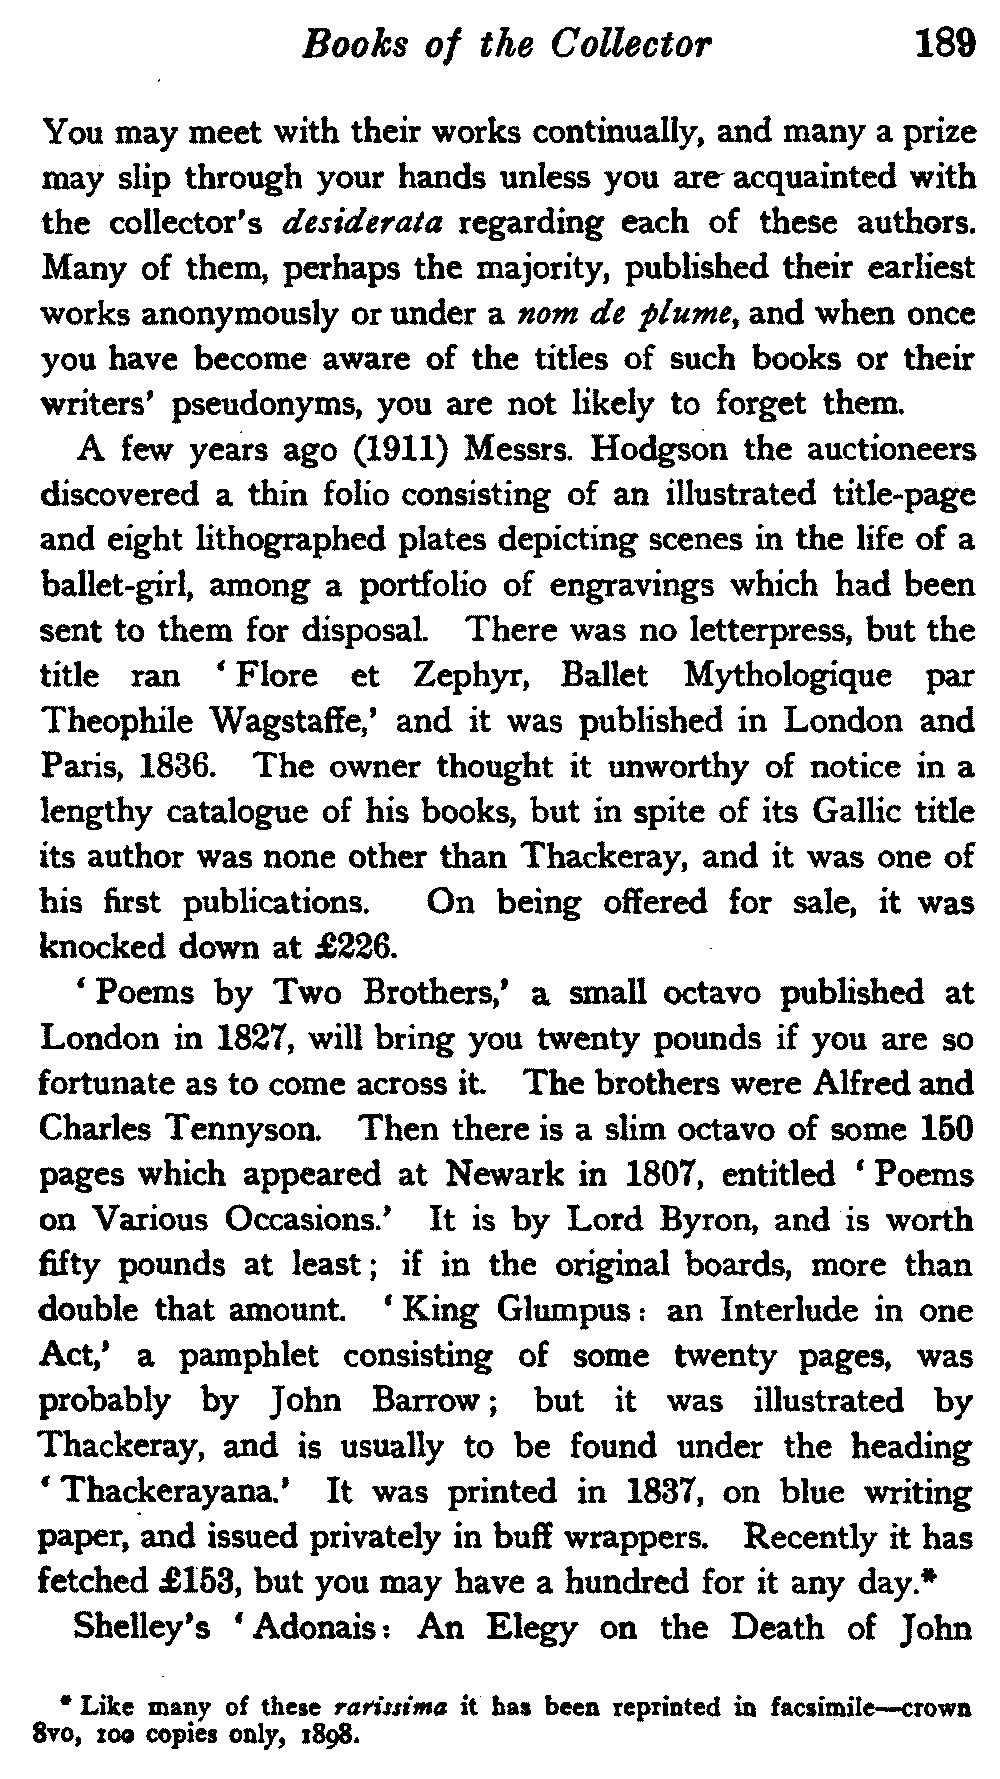 Books of the Collector 189
You may meet with their works continually, and many a prize
may slip through your hands unless you are acquainted with
the collector's desiderata regarding each of these authors.
Many of them, perhaps the majority, published their earliest
works anonymously or under a nom de plume, and when once
you have become aware of the titles of such books or their
writers' pseudonyms, you are not likely to forget them.
A few years ago (1911) Messrs. Hodgson the auctioneers
discovered a thin folio consisting of an illustrated title-page
and eight lithographed plates depicting scenes in the life of a
ballet-girl, among a portfolio of engravings which had been
sent to them for disposal. There was no letterpress, but the
title ran ‘Flore et Zephyr, Ballet Mythologique par
Theophile Wagstaffe,’ and it was published in London and
Paris, 1836. The owner thought it unworthy of notice in a
lengthy catalogue of his books, but in spite of its Gallic title
its author was none other than Thackeray, and it was one of
his first publications. On being offered for sale, it was
knocked down at £226.
‘Poems by Two Brothers,’ a small octavo published at
London in 1827, will bring you twenty pounds if you are so
fortunate as to come across it. The brothers were Alfred and
Charles Tennyson. Then there is a slim octavo of some 150
pages which appeared at Newark in 1807, entitled ‘Poems
on Various Occasions.’ It is by Lord Byron, and is worth
fifty pounds at least; if in the original boards, more than
double that amount. ‘King Glumpus: an Interlude in one
Act,’ a pamphlet consisting of some twenty pages, was
probably by John Barrow; but it was illustrated by
Thackeray, and is usually to be found under the heading
‘Thackerayana.’ It was printed in 1837, on blue writing
paper, and issued privately in buff wrappers. Recently it has
fetched £153, but you may have a hundred for it any day.*
Shelley's ‘Adonais: An Elegy on the Death of John
* Like many of these rarissima it has been reprinted in facsimile—crown
8vo, 100 copies only, 1898.